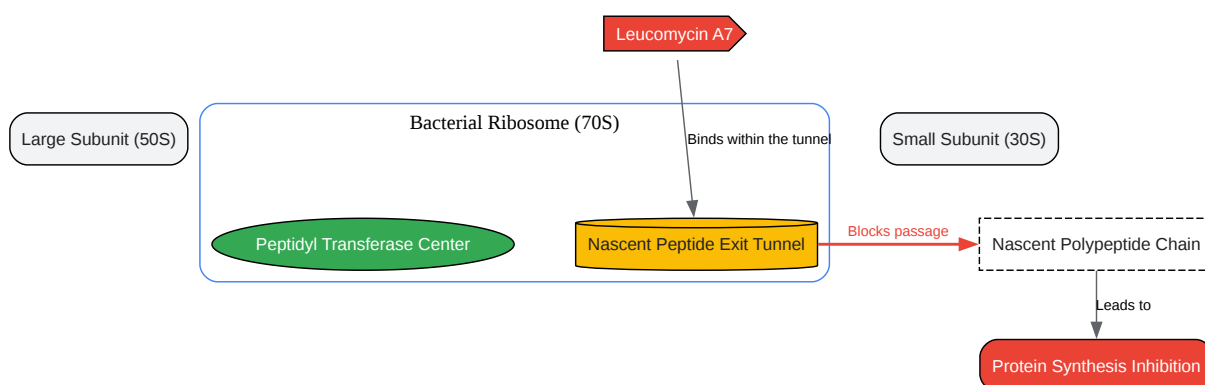 Leucomycin A7
Bacterial Ribosome (70S)
Large Subunit (50S)
Binds within the tunnel
Small Subunit (30S)
Peptidyl Transferase Center
Nascent Peptide Exit Tunnel
Blocks passage
Nascent Polypeptide Chain
Leads to
Protein Synthesis Inhibition